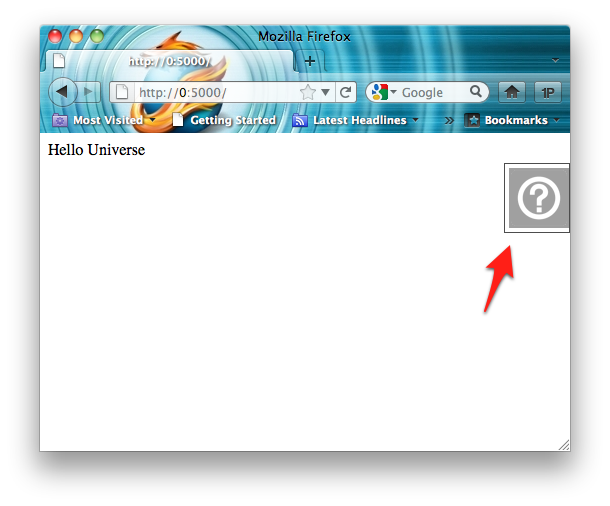 Mozilla Firefox
http://0:5000/
http://0:5000/ Google 1P
Most Visited Getting Started Latest Headlines » Bookmarks
Hello Universe
?